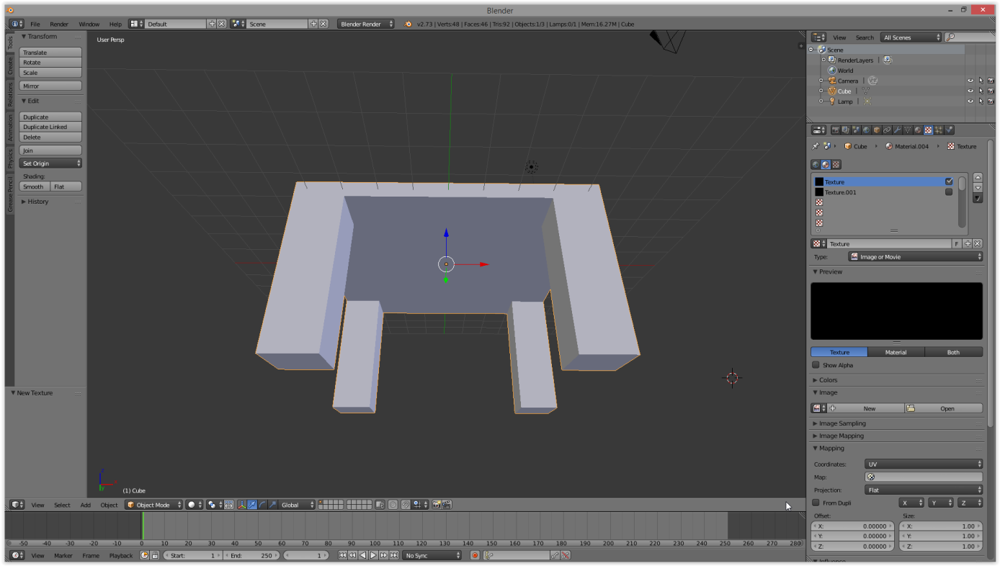 Blender
File Render Window Help Default Scene Blender Render v2.73 | Verts:48 | Faces:46 | Tris:92 | Objects:1/3 | Lamps:0/1 | Mem:16.27M | Cube
Tools
Create
Relations
Animation
Physics
Grease Pencil
Transform
Translate
Rotate
Scale
Mirror
Edit
Duplicate
Duplicate Linked
Delete
Join
Set Origin
Shading:
Smooth Flat
History
New Texture
User Persp
z
x
y
(1) Cube
View Search All Scenes
Scene
RenderLayers |
World
Camera |
Cube |
Lamp |
Cube Material.004 Texture
Texture
Texture.001
Texture F
Type: Image or Movie
Preview
Texture Material Both
Show Alpha
Colors
Image
New Open
Image Sampling
Image Mapping
Mapping
Coordinates: UV
Map:
Projection: Flat
From Dupli X Y Z
Offset: Size:
X: 0.00000 X: 1.00
Y: 0.00000 Y: 1.00
Z: 0.00000 Z: 1.00
Influence
View Select Add Object Object Mode Global
-50 -40 -30 -20 -10 0 10 20 30 40 50 60 70 80 90 100 110 120 130 140 150 160 170 180 190 200 210 220 230 240 250 260 270 280
View Marker Frame Playback Start: 1 End: 250 1 No Sync